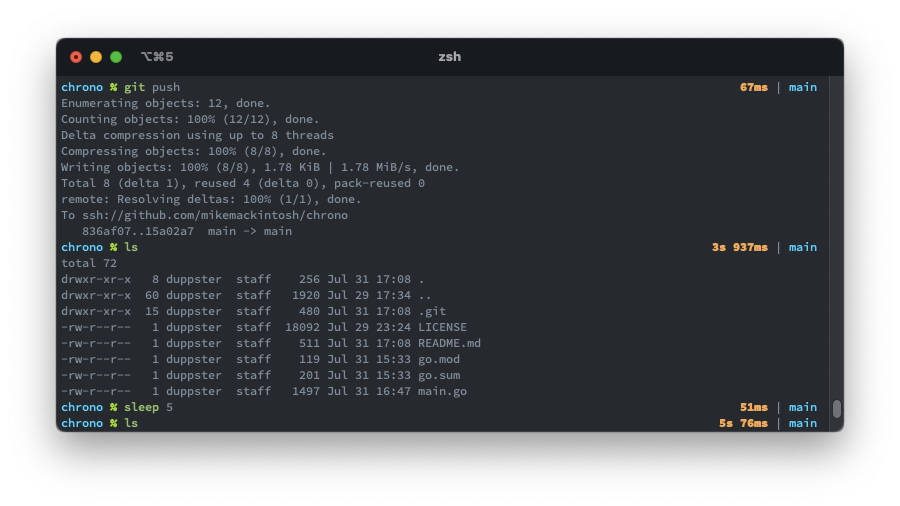 ⌥⌘5 zsh
chrono % git push 67ms | main
Enumerating objects: 12, done.
Counting objects: 100% (12/12), done.
Delta compression using up to 8 threads
Compressing objects: 100% (8/8), done.
Writing objects: 100% (8/8), 1.78 KiB | 1.78 MiB/s, done.
Total 8 (delta 1), reused 4 (delta 0), pack-reused 0
remote: Resolving deltas: 100% (1/1), done.
To ssh://github.com/mikemackintosh/chrono
   836af07..15a02a7  main -> main
chrono % ls 3s 937ms | main
total 72
drwxr-xr-x   8 duppster  staff    256 Jul 31 17:08 .
drwxr-xr-x  60 duppster  staff   1920 Jul 29 17:34 ..
drwxr-xr-x  15 duppster  staff    480 Jul 31 17:08 .git
-rw-r--r--   1 duppster  staff  18092 Jul 29 23:24 LICENSE
-rw-r--r--   1 duppster  staff    511 Jul 31 17:08 README.md
-rw-r--r--   1 duppster  staff    119 Jul 31 15:33 go.mod
-rw-r--r--   1 duppster  staff    201 Jul 31 15:33 go.sum
-rw-r--r--   1 duppster  staff   1497 Jul 31 16:47 main.go
chrono % sleep 5 51ms | main
chrono % ls 5s 76ms | main